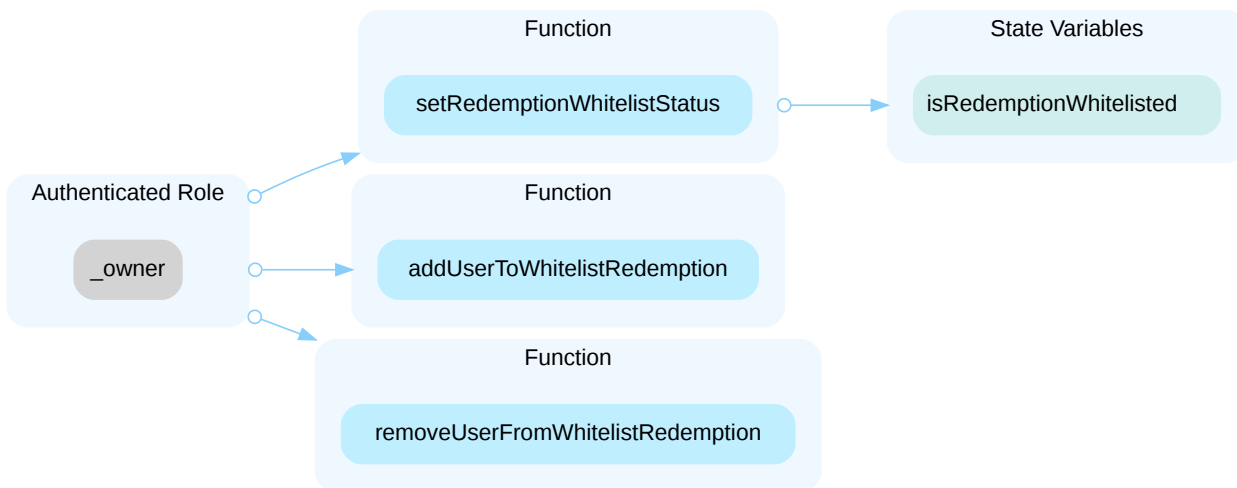 Function
setRedemptionWhitelistStatus
State Variables
isRedemptionWhitelisted
Authenticated Role
_owner
Function
addUserToWhitelistRedemption
Function
removeUserFromWhitelistRedemption